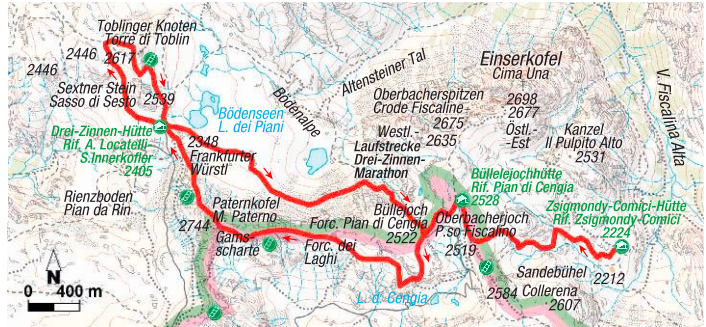 Toblinger Knoten
Torre di Toblin
2446
2617
2446
Sextner Stein
Sasso di Sesto
2539
Bödenseen
L. dei Piani
Bödenalpe
Altensteiner Tal
Einserkofel
Cima Una
2698
2677
Östl.-
-Est
Oberbacherspitzen
Crode Fiscaline-
2675
Westl.-
2635
Kanzel
Il Pulpito Alto
2531
V. Fiscalina Alta
Laufstrecke
Drei-Zinnen-
Marathon
Drei-Zinnen-Hütte
Rif. A. Locatelli-
S.Innerkofler
2405
2348
Frankfurter
Würstl
Rienzboden
Pian da Rin
Paternkofel
M. Paterno
2744
Gams-
scharte
Forc. dei
Laghi
Forc. Pian di Cengia
Büllejoch
2522
Büllelejochhütte
Rif. Pian di Cengia
2528
Oberbacherjoch
P.so Fiscalino
2519
Zsigmondy-Comici-Hütte
Rif. Zsigmondy-Comici
2224
2212
Sandebühel
Collerena
2584
2607
L. d. Cengia
N
0 400 m